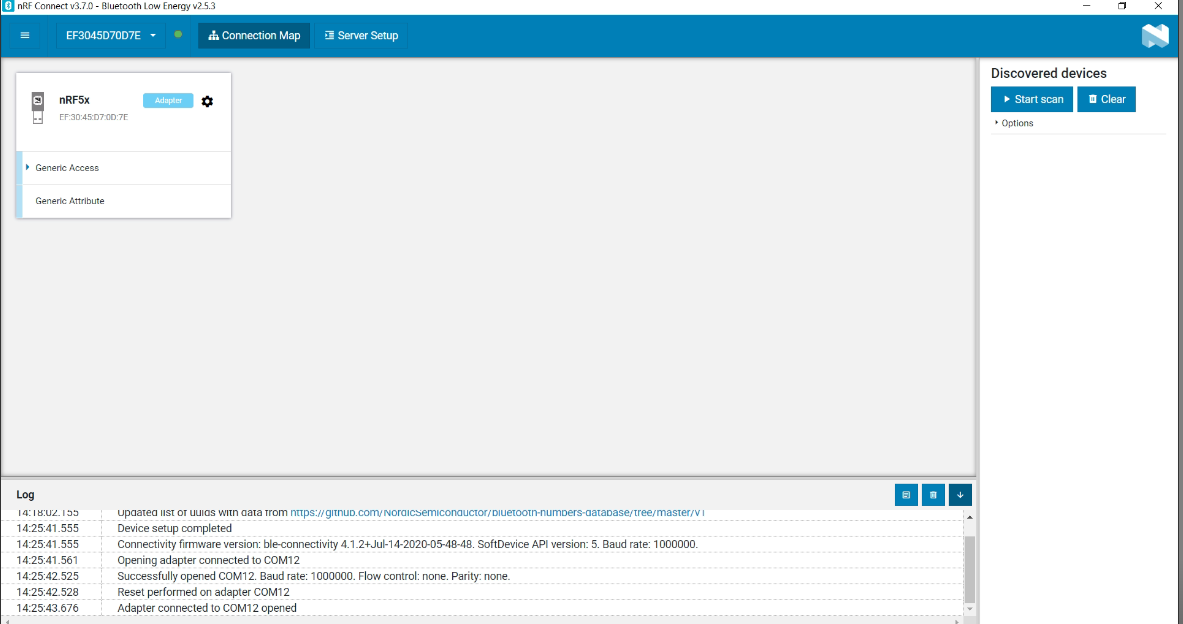 nRF Connect v3.7.0 - Bluetooth Low Energy v2.5.3
EF3045D70D7E
Connection Map
Server Setup
nRF5x
Adapter
EF:30:45:D7:0D:7E
Generic Access
Generic Attribute
Discovered devices
Start scan
Clear
Options
Log
14:18:02.155 Updated list of uuids with data from https://github.com/NordicSemiconductor/bluetooth-numbers-database/tree/master/v1
14:25:41.555 Device setup completed
14:25:41.555 Connectivity firmware version: ble-connectivity 4.1.2+Jul-14-2020-05-48-48. SoftDevice API version: 5. Baud rate: 1000000.
14:25:41.561 Opening adapter connected to COM12
14:25:42.525 Successfully opened COM12. Baud rate: 1000000. Flow control: none. Parity: none.
14:25:42.528 Reset performed on adapter COM12
14:25:43.676 Adapter connected to COM12 opened